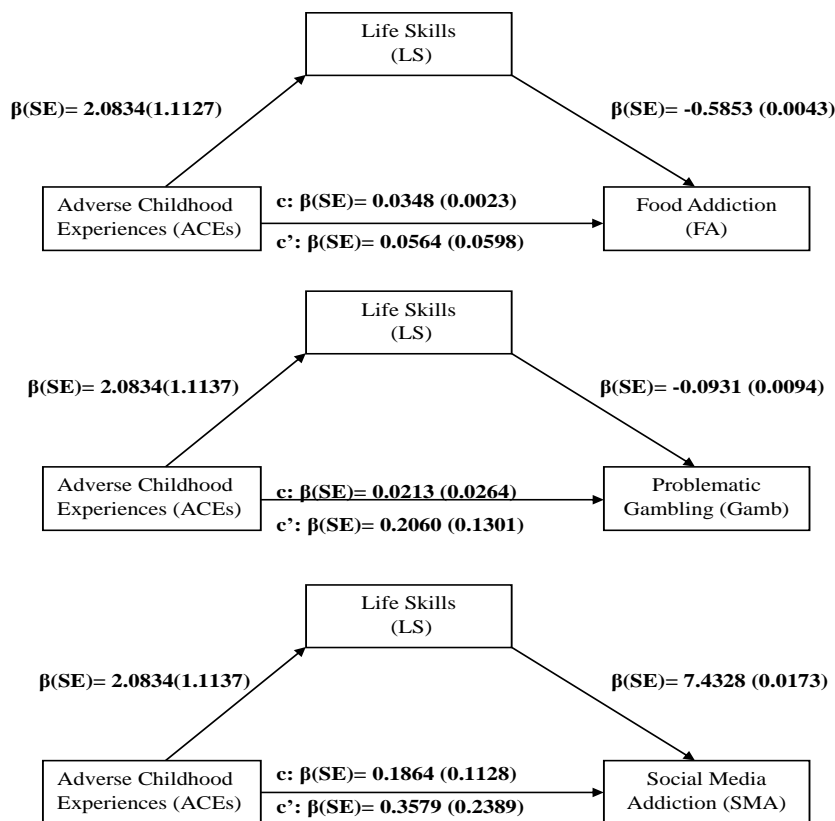 Life Skills
(LS)
β(SE)= 2.0834(1.1127)
β(SE)= -0.5853 (0.0043)
Adverse Childhood
Experiences (ACEs)
c: β(SE)= 0.0348 (0.0023)
c’: β(SE)= 0.0564 (0.0598)
Food Addiction
(FA)
Life Skills
(LS)
β(SE)= 2.0834(1.1137)
β(SE)= -0.0931 (0.0094)
Adverse Childhood
Experiences (ACEs)
c: β(SE)= 0.0213 (0.0264)
c’: β(SE)= 0.2060 (0.1301)
Problematic
Gambling (Gamb)
Life Skills
(LS)
β(SE)= 2.0834(1.1137)
β(SE)= 7.4328 (0.0173)
Adverse Childhood
Experiences (ACEs)
c: β(SE)= 0.1864 (0.1128)
c’: β(SE)= 0.3579 (0.2389)
Social Media
Addiction (SMA)